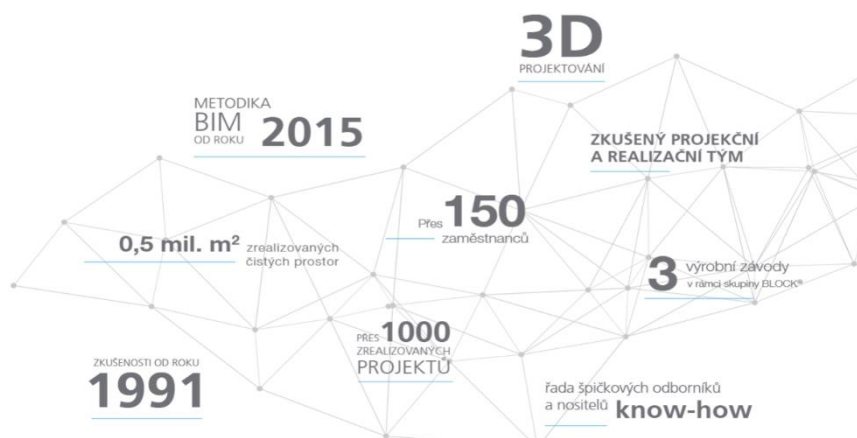 3D
PROJEKTOVÁNÍ
METODIKA
BIM
OD ROKU
2015
ZKUŠENÝ PROJEKČNÍ
A REALIZAČNÍ TÝM
Přes 150
zaměstnanců
0,5 mil. m² zrealizovaných
čistých prostor
3 výrobní závody
v rámci skupiny BLOCK®
PŘES 1000
ZREALIZOVANÝCH
PROJEKTŮ
ZKUŠENOSTI OD ROKU
1991
řada špičkových odborníků
a nositelů know-how